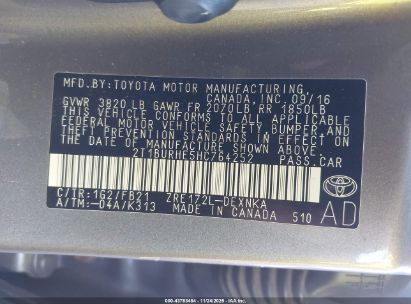 MFD.BY:TOYOTA MOTOR MANUFACTURING,
CANADA, INC. 09/16
GVWR 3820 LB GAWR FR 2020LB RR 1850LB
THIS VEHICLE CONFORMS TO ALL APPLICABLE
FEDERAL MOTOR VEHICLE SAFETY, BUMPER, AND
THEFT PREVENTION STANDARDS IN EFFECT ON
THE DATE OF MANUFACTURE SHOWN ABOVE.
2T1BURHE5HC764252 PASS.CAR
C/TR:1G2/FB21 ZRE172L-DEXNKA
A/TM:-04A/K313 MADE IN CANADA 510
TOYOTA
AD